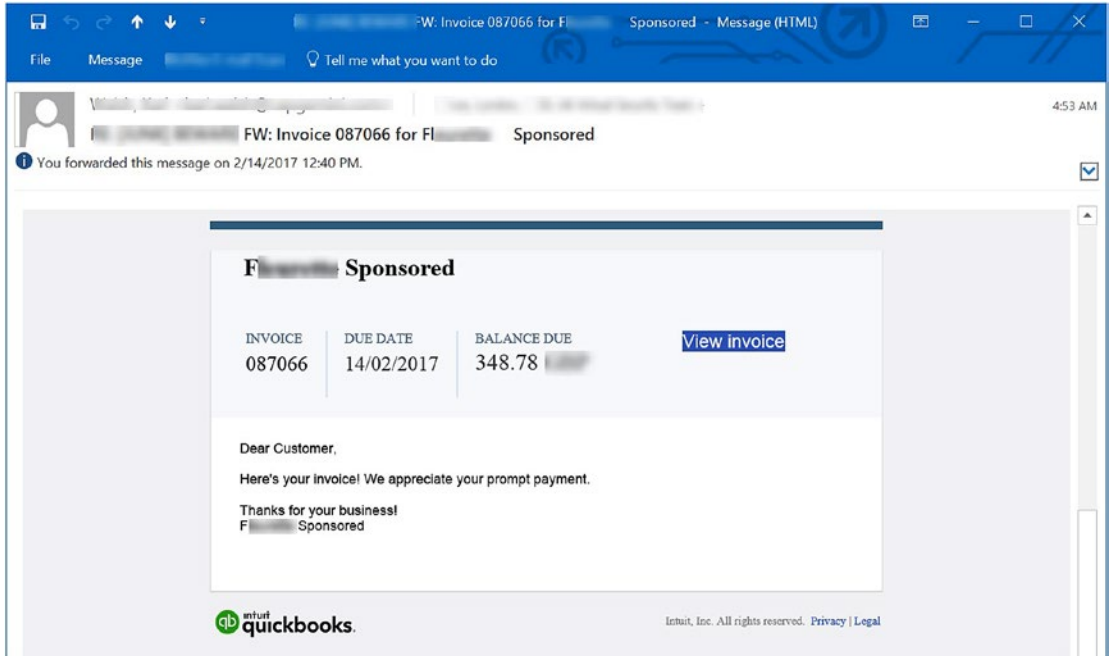 FW: Invoice 087066 for F Sponsored - Message (HTML)
File Message Tell me what you want to do
4:53 AM
FW: Invoice 087066 for Fl Sponsored
You forwarded this message on 2/14/2017 12:40 PM.
F Sponsored
INVOICE DUE DATE BALANCE DUE View invoice
087066 14/02/2017 348.78
Dear Customer,
Here's your invoice! We appreciate your prompt payment.
Thanks for your business!
F Sponsored
intuit
qb quickbooks. Intuit, Inc. All rights reserved. Privacy | Legal